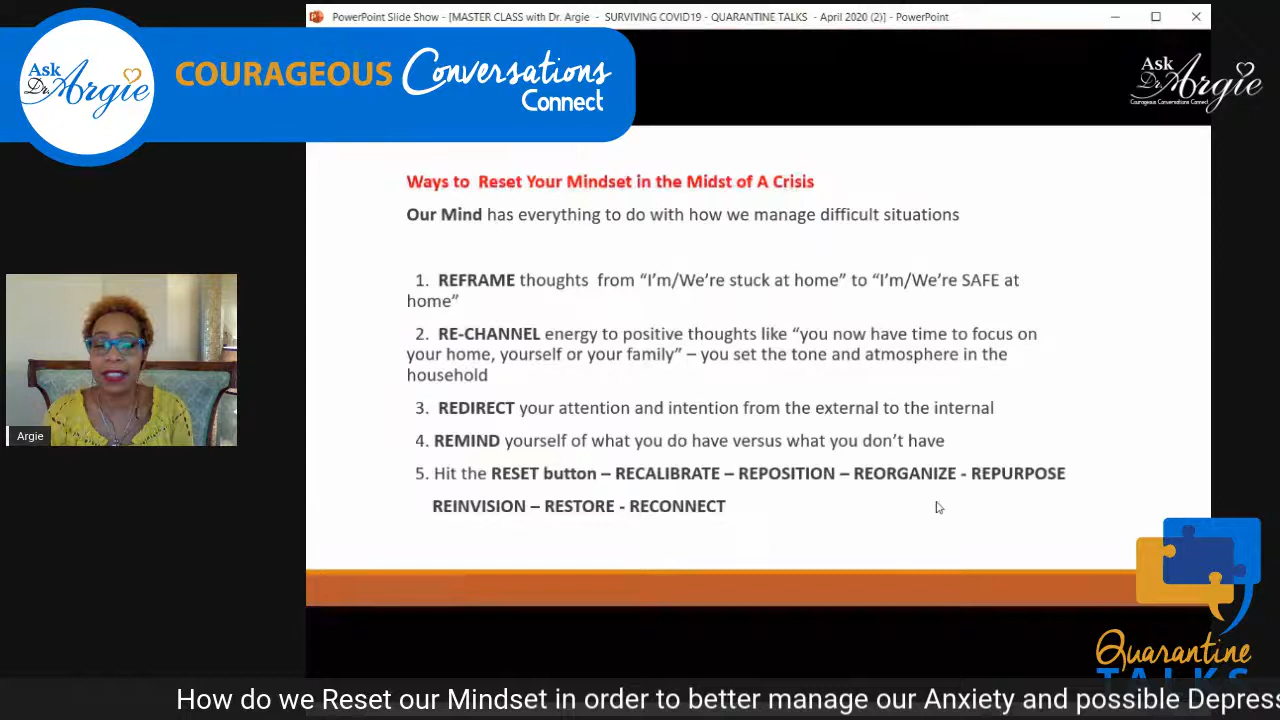 PowerPoint Slide Show - [MASTER CLASS with Dr. Argie - SURVIVING COVID19 - QUARANTINE TALKS - April 2020 (2)] - PowerPoint
Ask
Dr. Argie
COURAGEOUS Conversations
Connect
Ask
Dr. Argie
Courageous Conversations Connect
Ways to Reset Your Mindset in the Midst of A Crisis
Our Mind has everything to do with how we manage difficult situations
1. REFRAME thoughts from “I’m/We’re stuck at home” to “I’m/We’re SAFE at
home”
2. RE-CHANNEL energy to positive thoughts like “you now have time to focus on
your home, yourself or your family” – you set the tone and atmosphere in the
household
3. REDIRECT your attention and intention from the external to the internal
4. REMIND yourself of what you do have versus what you don’t have
5. Hit the RESET button – RECALIBRATE – REPOSITION – REORGANIZE - REPURPOSE
REINVISION – RESTORE - RECONNECT
Argie
Quarantine
TALKS
How do we Reset our Mindset in order to better manage our Anxiety and possible Depress